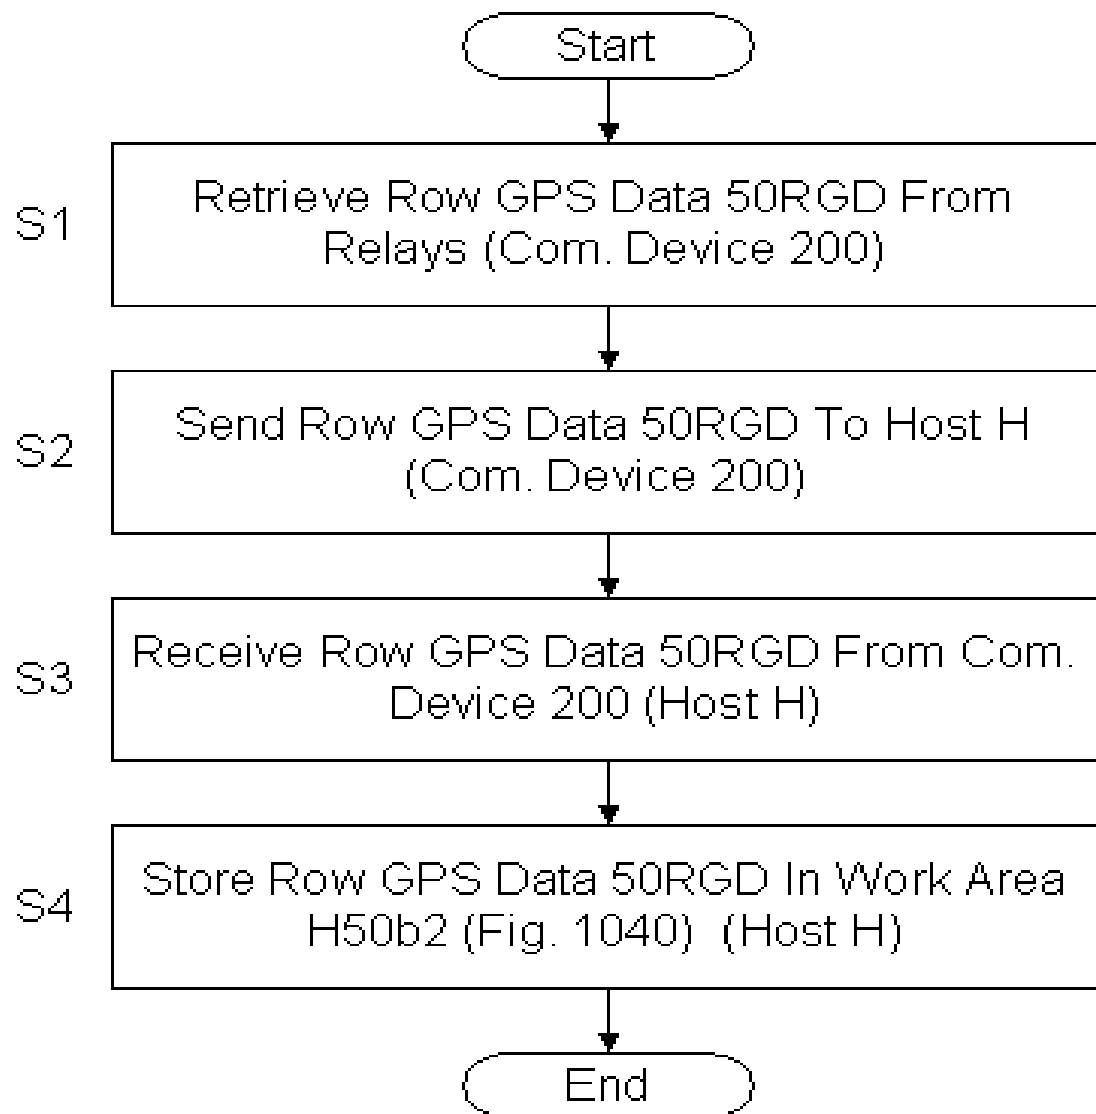 Start
S1
Retrieve Row GPS Data 50RGD From
Relays (Com. Device 200)
S2
Send Row GPS Data 50RGD To Host H
(Com. Device 200)
S3
Receive Row GPS Data 50RGD From Com.
Device 200 (Host H)
S4
Store Row GPS Data 50RGD In Work Area
H50b2 (Fig. 1040) (Host H)
End